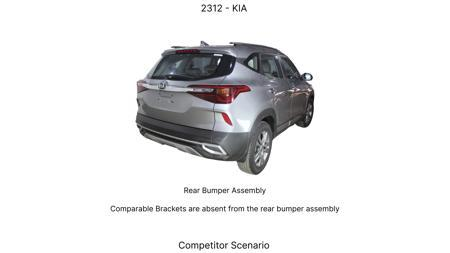 2312 - KIA
Rear Bumper Assembly
Comparable Brackets are absent from the rear bumper assembly
Competitor Scenario